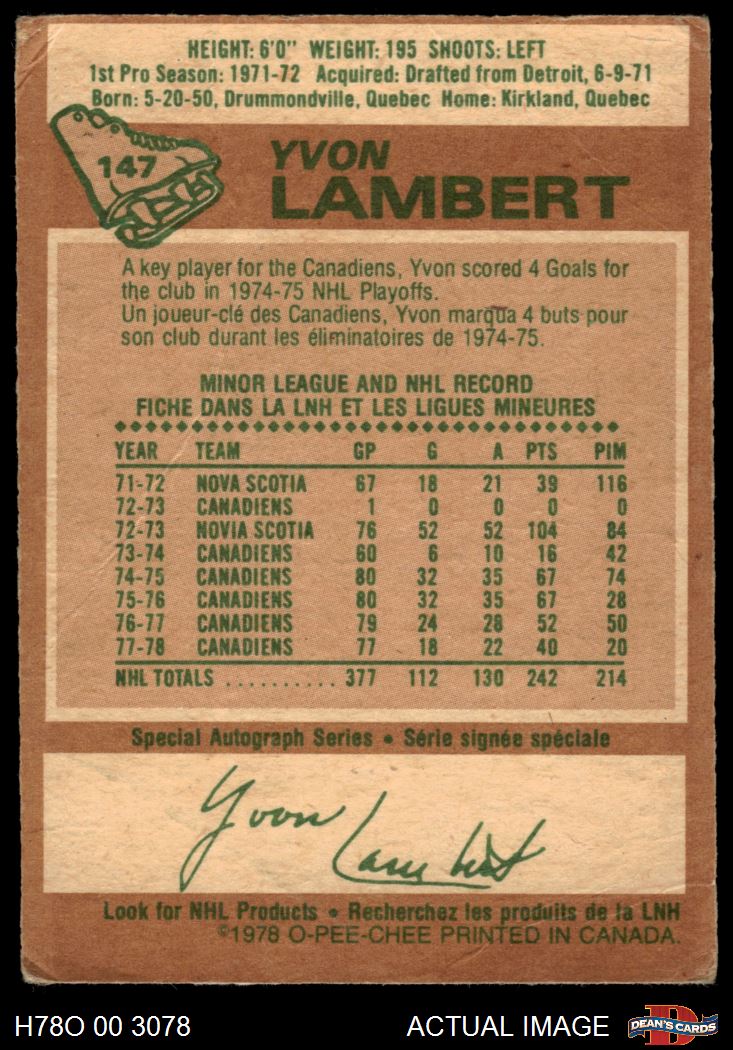 HEIGHT: 6'0" WEIGHT: 195 SHOOTS: LEFT
1st Pro Season: 1971-72 Acquired: Drafted from Detroit, 6-9-71
Born: 5-20-50, Drummondville, Quebec Home: Kirkland, Quebec
147
YVON
LAMBERT
A key player for the Canadiens, Yvon scored 4 Goals for
the club in 1974-75 NHL Playoffs.
Un joueur-clé des Canadiens, Yvon marqua 4 buts pour
son club durant les éliminatoires de 1974-75.
MINOR LEAGUE AND NHL RECORD
FICHE DANS LA LNH ET LES LIGUES MINEURES
YEAR TEAM GP G A PTS PIM
71-72 NOVA SCOTIA 67 18 21 39 116
72-73 CANADIENS 1 0 0 0 0
72-73 NOVIA SCOTIA 76 52 52 104 84
73-74 CANADIENS 60 6 10 16 42
74-75 CANADIENS 80 32 35 67 74
75-76 CANADIENS 80 32 35 67 28
76-77 CANADIENS 79 24 28 52 50
77-78 CANADIENS 77 18 22 40 20
NHL TOTALS .......... 377 112 130 242 214
Special Autograph Series • Série signée spéciale
Yvon Lambert
Look for NHL Products • Recherchez les produits de la LNH
©1978 O-PEE-CHEE PRINTED IN CANADA.
H78O 00 3078 ACTUAL IMAGE D DEAN'S CARDS